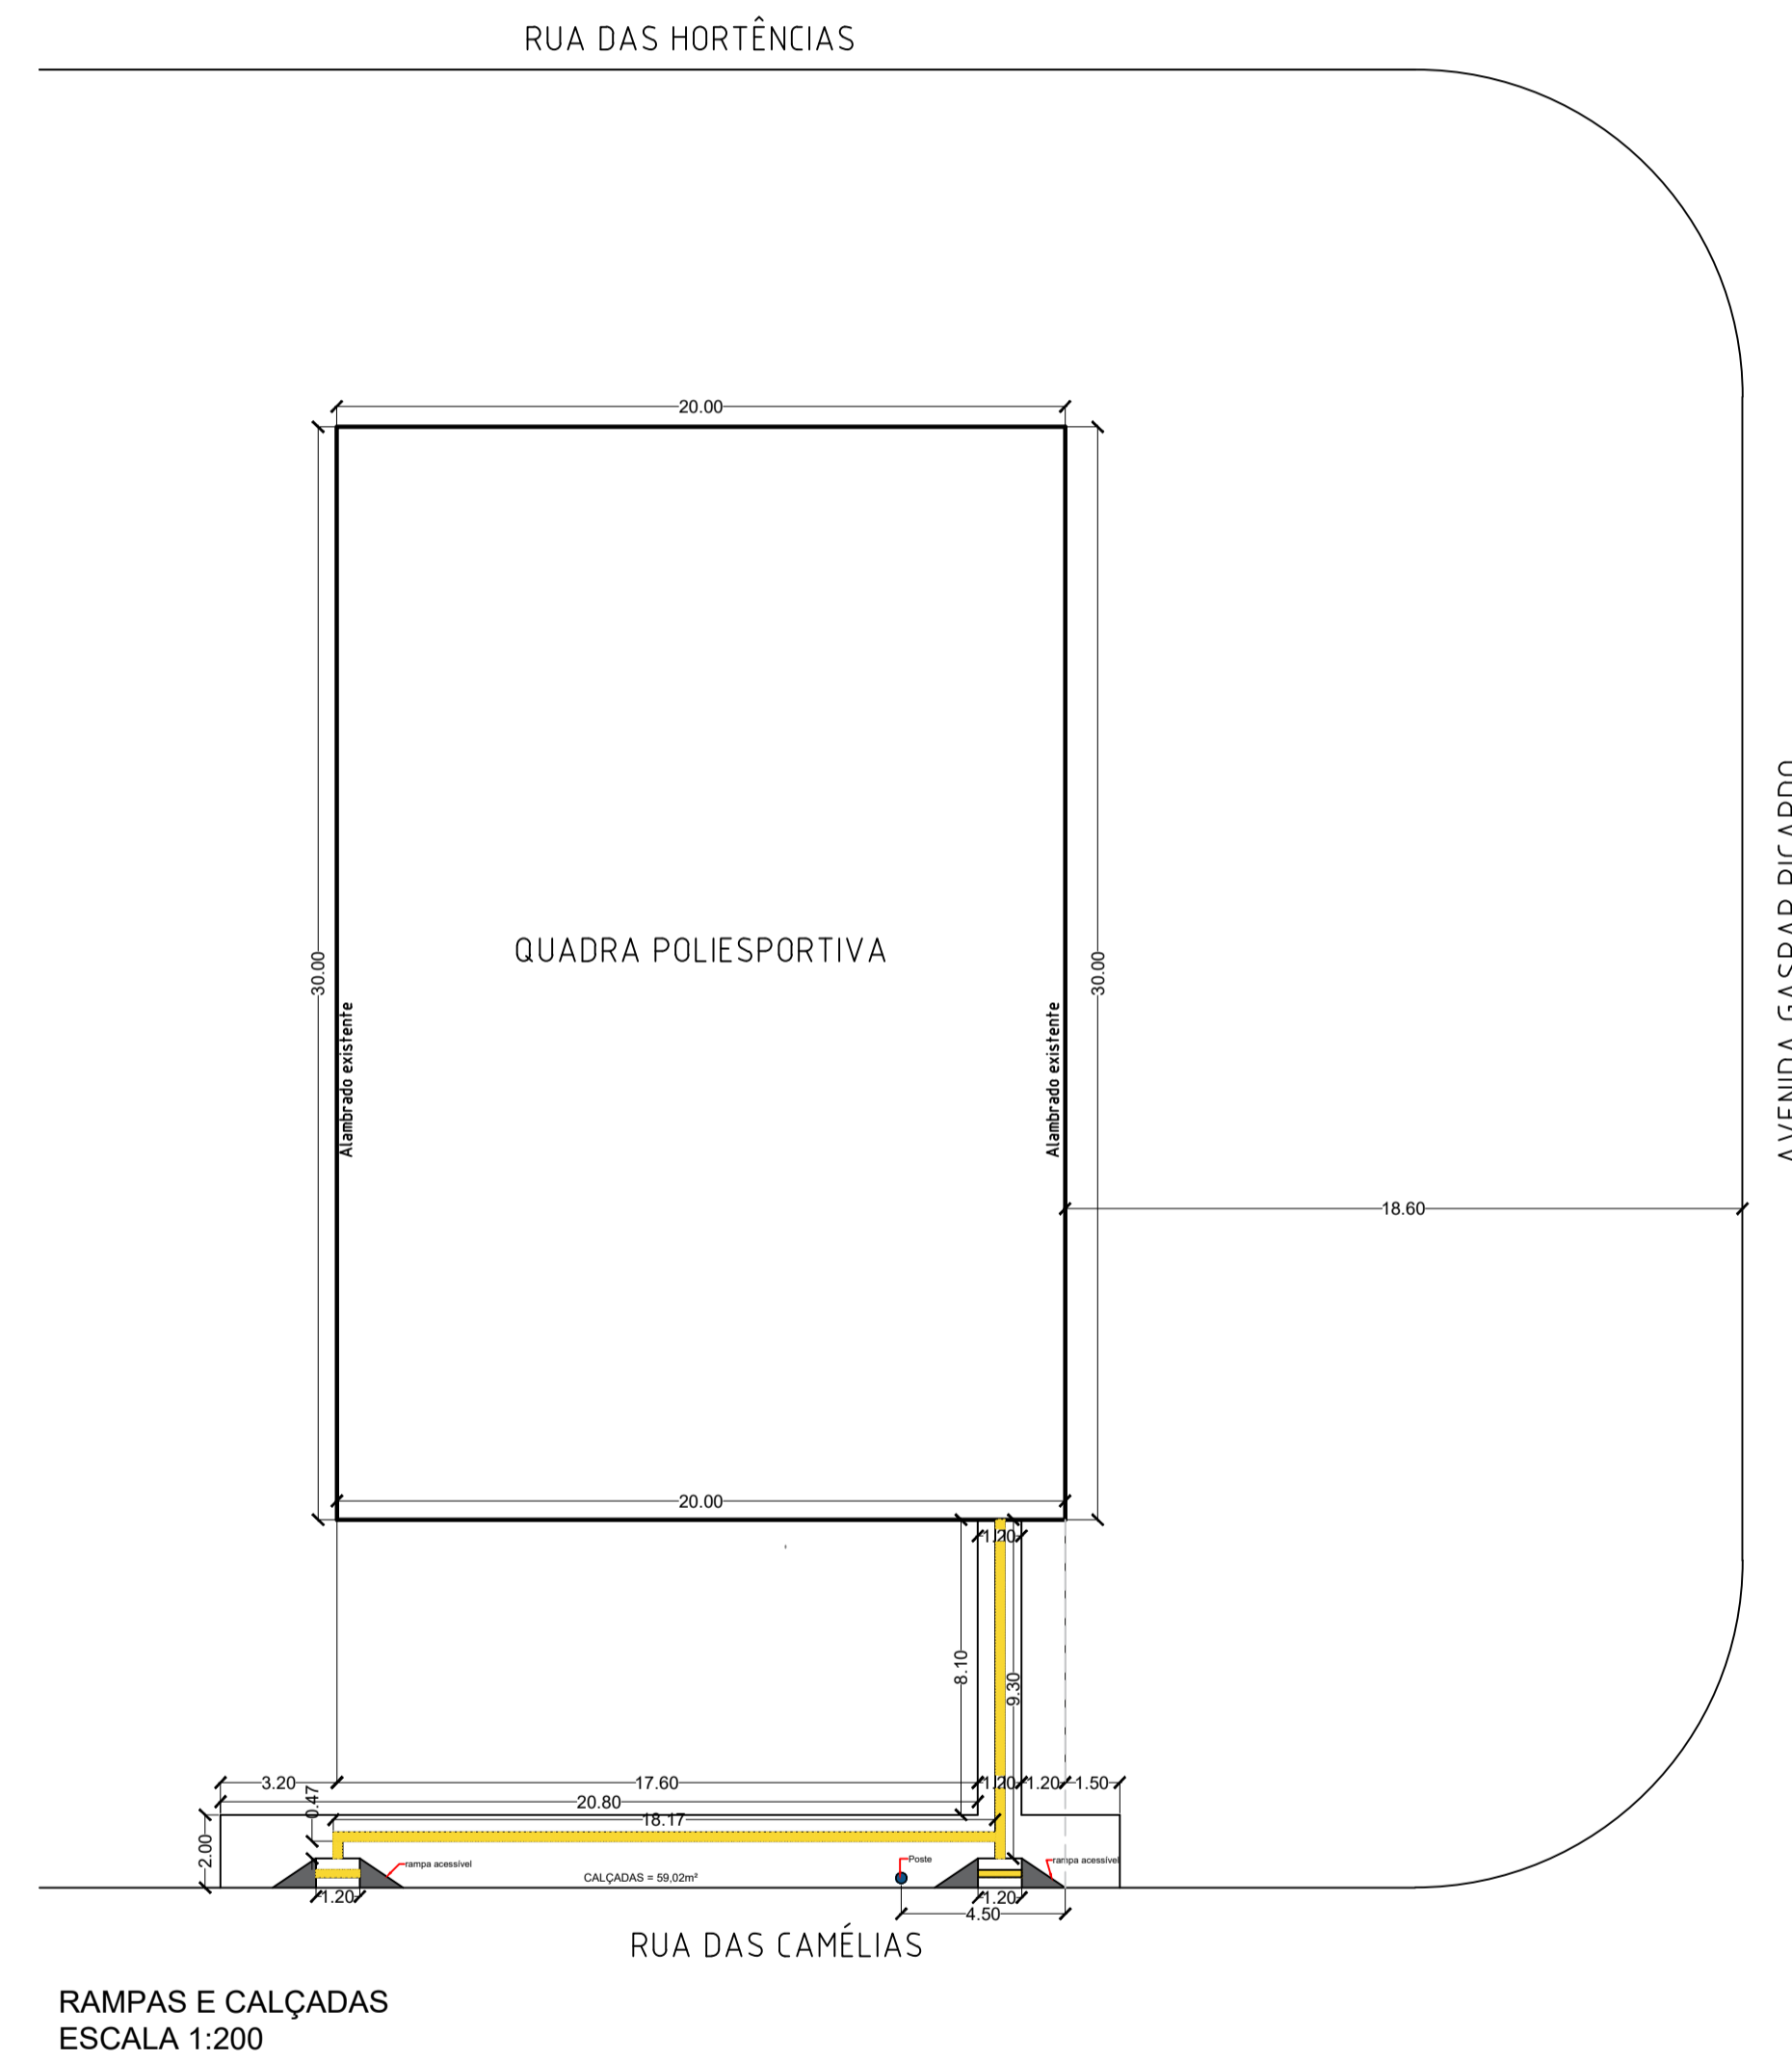 RUA DAS HORTÊNCIAS
20.00
30.00
30.00
QUADRA POLIESPORTIVA
AVENIDA GASPAR RICARDO
Alambrado existente
Alambrado existente
18.60
20.00
1.20
8.10
9.30
3.20
17.60
1.20
1.20
1.50
20.80
0.47
18.17
2.00
rampa acessível
Poste
rampa acessível
CALÇADAS = 59,02m²
1.20
1.20
4.50
RUA DAS CAMÉLIAS
RAMPAS E CALÇADAS
ESCALA 1:200